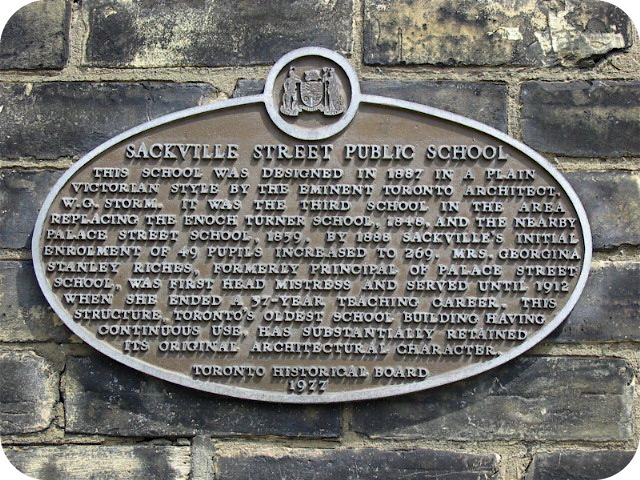 SACKVILLE STREET PUBLIC SCHOOL
THIS SCHOOL WAS DESIGNED IN 1887 IN A PLAIN
VICTORIAN STYLE BY THE EMINENT TORONTO ARCHITECT,
W.G. STORM. IT WAS THE THIRD SCHOOL IN THE AREA
REPLACING THE ENOCH TURNER SCHOOL, 1848, AND THE NEARBY
PALACE STREET SCHOOL, 1859. BY 1888 SACKVILLE'S INITIAL
ENROLMENT OF 49 PUPILS INCREASED TO 269. MRS. GEORGINA
STANLEY RICHES, FORMERLY PRINCIPAL OF PALACE STREET
SCHOOL, WAS FIRST HEAD MISTRESS AND SERVED UNTIL 1912
WHEN SHE ENDED A 37-YEAR TEACHING CAREER. THIS
STRUCTURE, TORONTO'S OLDEST SCHOOL BUILDING HAVING
CONTINUOUS USE, HAS SUBSTANTIALLY RETAINED
ITS ORIGINAL ARCHITECTURAL CHARACTER.
TORONTO HISTORICAL BOARD
1977